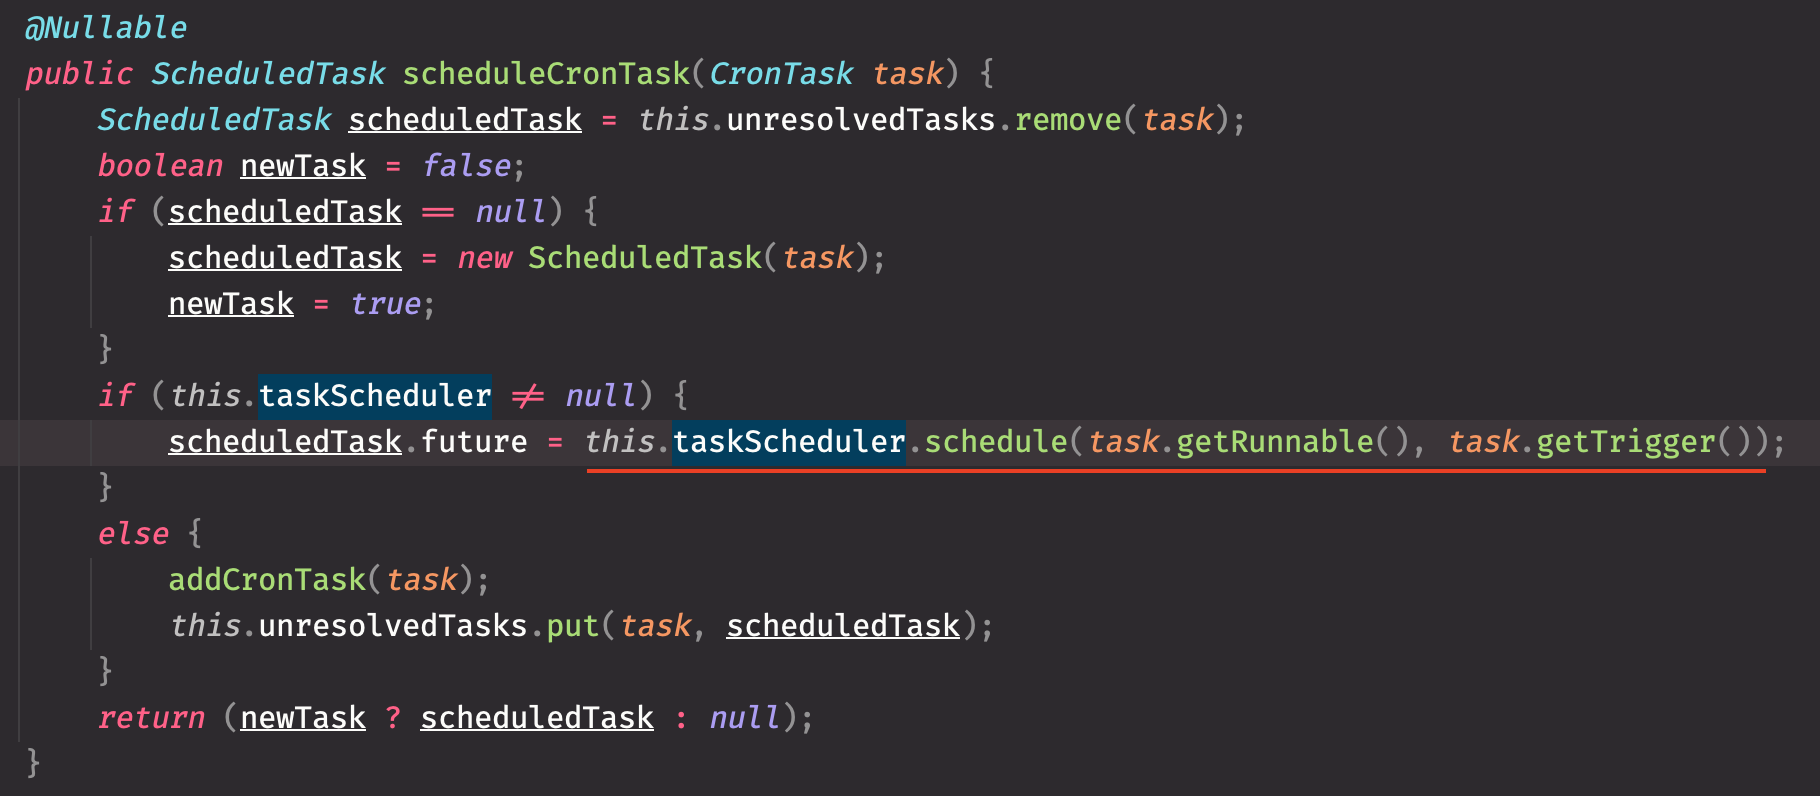 @Nullable
public ScheduledTask scheduleCronTask(CronTask task) {
    ScheduledTask scheduledTask = this.unresolvedTasks.remove(task);
    boolean newTask = false;
    if (scheduledTask == null) {
        scheduledTask = new ScheduledTask(task);
        newTask = true;
    }
    if (this.taskScheduler != null) {
        scheduledTask.future = this.taskScheduler.schedule(task.getRunnable(), task.getTrigger());
    }
    else {
        addCronTask(task);
        this.unresolvedTasks.put(task, scheduledTask);
    }
    return (newTask ? scheduledTask : null);
}